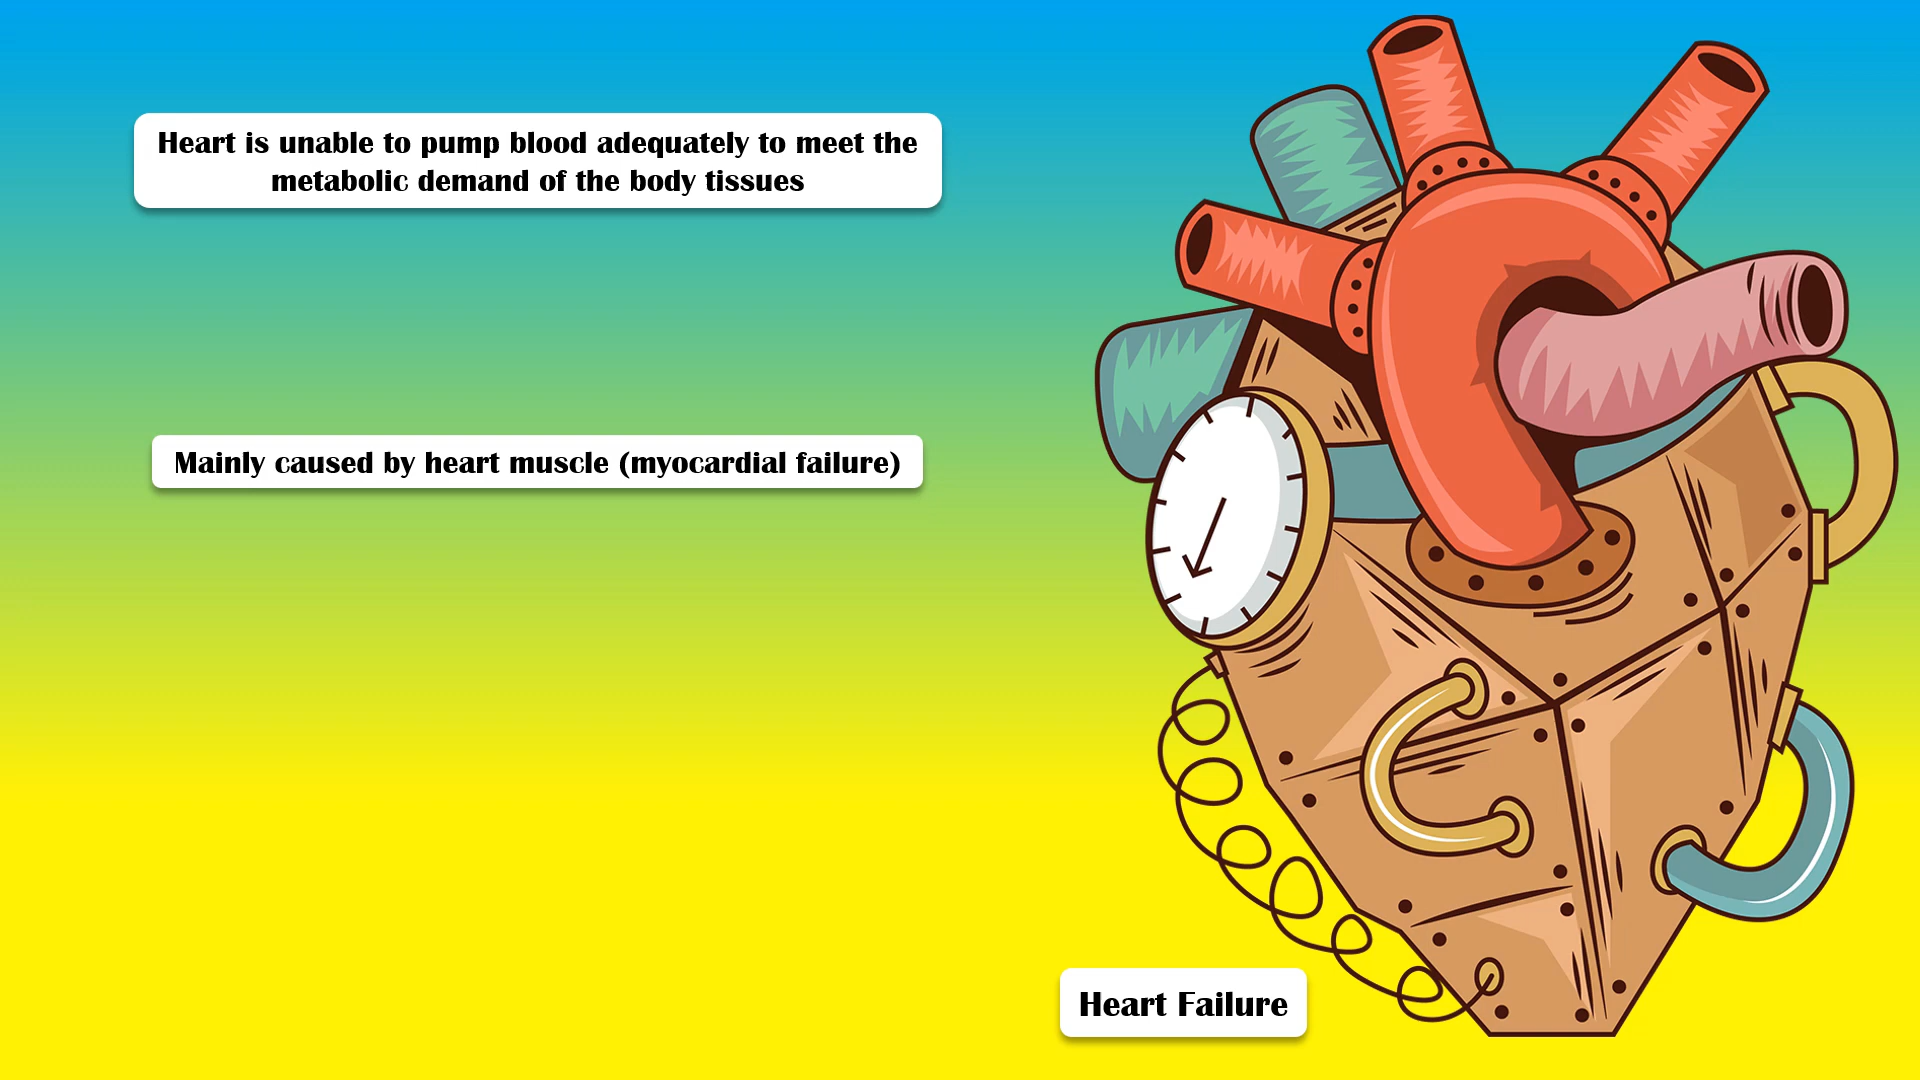 Heart is unable to pump blood adequately to meet the
metabolic demand of the body tissues
Mainly caused by heart muscle (myocardial failure)
Heart Failure